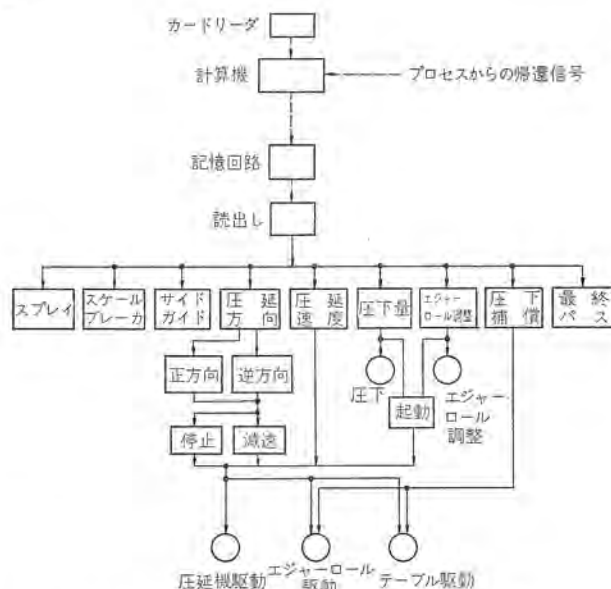 カードリーダ
計算機
プロセスからの帰還信号
記憶回路
読出し
スプレイ
スケール
ブレーカ
サイド
ガイド
圧延
方向
圧延
速度
圧下量
エジャー
ロール調整
圧下
補償
最終
パス
正方向
逆方向
圧下
エジャー
ロール
調整
起動
停止
減速
圧延機駆動
エジャーロール
駆動
テーブル駆動